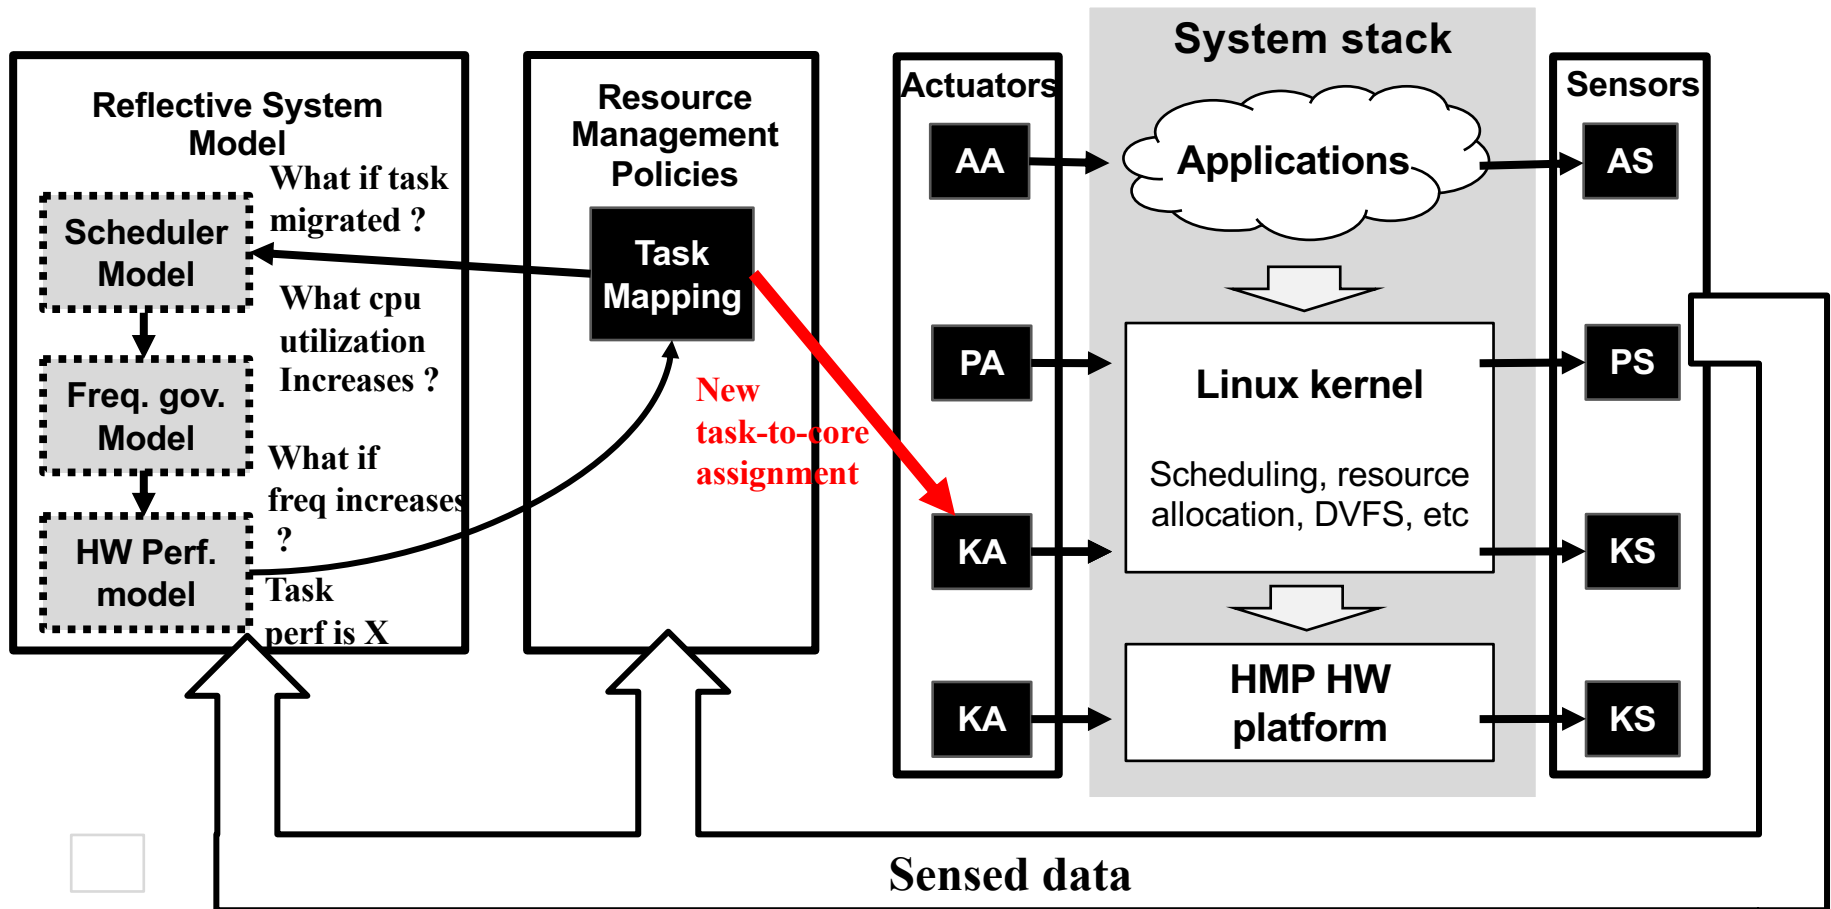 System stack
Reflective System
Model
What if task
migrated ?
Scheduler
Model
What cpu
utilization
Increases ?
Freq. gov.
Model
What if
freq increases
?
HW Perf.
model
Task
perf is X
Resource
Management
Policies
Task
Mapping
New
task-to-core
assignment
Actuators
AA
PA
KA
KA
Applications
Linux kernel
Scheduling, resource
allocation, DVFS, etc
HMP HW
platform
Sensors
AS
PS
KS
KS
Sensed data